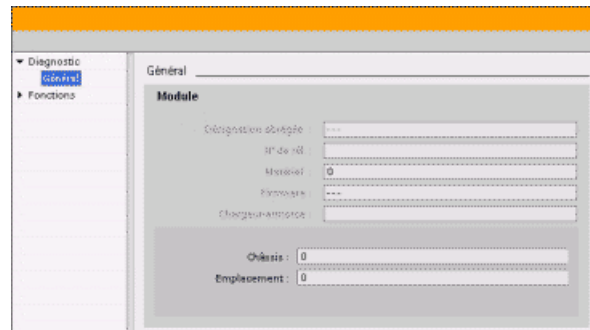 Diagnostic
Général
Fonctions
Général
Module
Désignation abrégée : ---
N° de réf. :
Matériel : 0
Firmware : ---
Chargeur-amorce :
Châssis : 0
Emplacement : 0